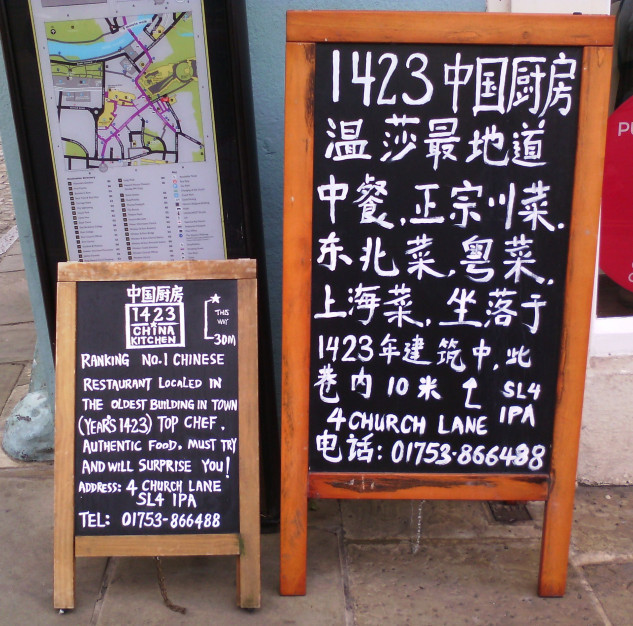 中国厨房
1423
CHINA
KITCHEN
THIS
WAY
30M
RANKING NO.1 CHINESE
RESTAURANT LOCALED IN
THE OLDEST BUILDING IN TOWN
(YEAR'S 1423) TOP CHEF.
AUTHENTIC FOOD. MUST TRY
AND WILL SURPRISE YOU!
ADDRESS: 4 CHURCH LANE
SL4 1PA
TEL: 01753-866488
1423中国厨房
温莎最地道
中餐.正宗川菜.
东北菜.粤菜.
上海菜.坐落于
1423年建筑中,此
巷内10米
SL4
1PA
4 CHURCH LANE
电话: 01753-866488